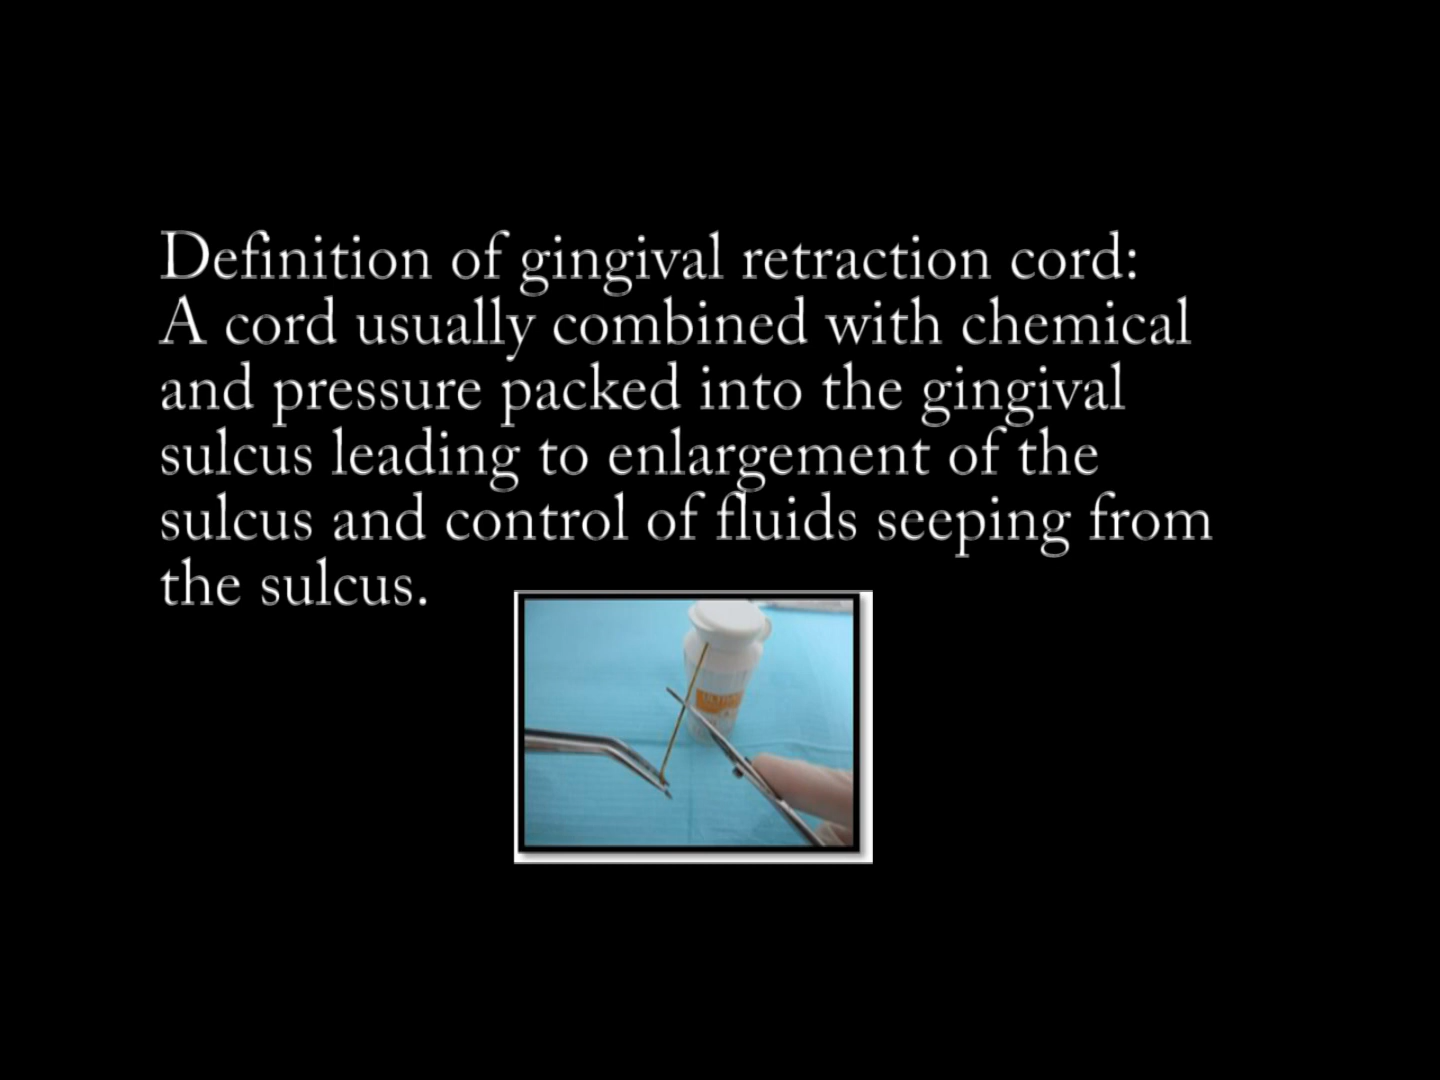 Definition of gingival retraction cord:
A cord usually combined with chemical
and pressure packed into the gingival
sulcus leading to enlargement of the
sulcus and control of fluids seeping from
the sulcus.